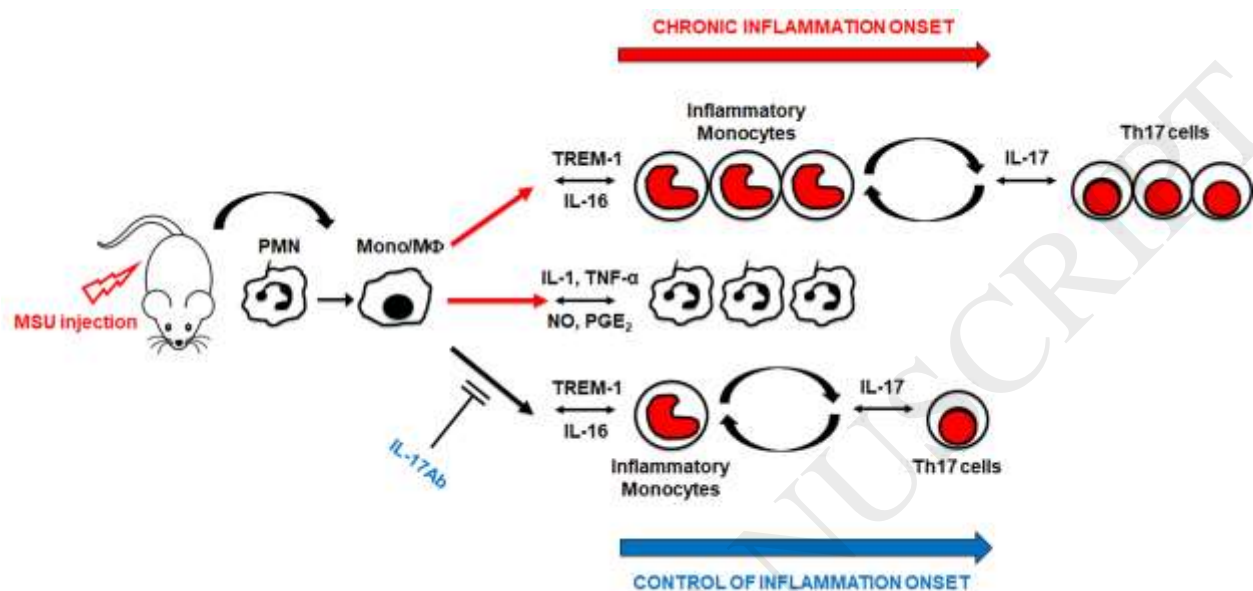 CHRONIC INFLAMMATION ONSET
Inflammatory
Monocytes
Th17 cells
TREM-1
IL-16
IL-17
PMN
Mono/MΦ
MSU injection
IL-1, TNF-α
NO, PGE₂
TREM-1
IL-16
IL-17
IL-17Ab
Inflammatory
Monocytes
Th17 cells
CONTROL OF INFLAMMATION ONSET
NUSCRIPT